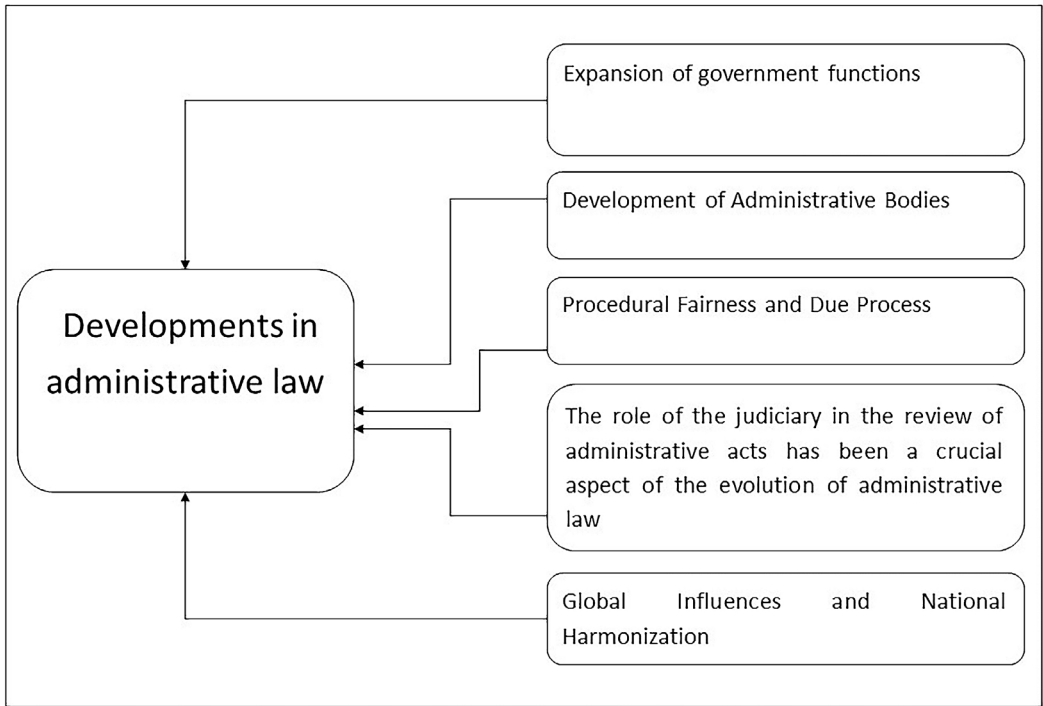 Expansion of government functions
Development of Administrative Bodies
Procedural Fairness and Due Process
Developments in
administrative law
The role of the judiciary in the review of
administrative acts has been a crucial
aspect of the evolution of administrative
law
Global Influences and National
Harmonization